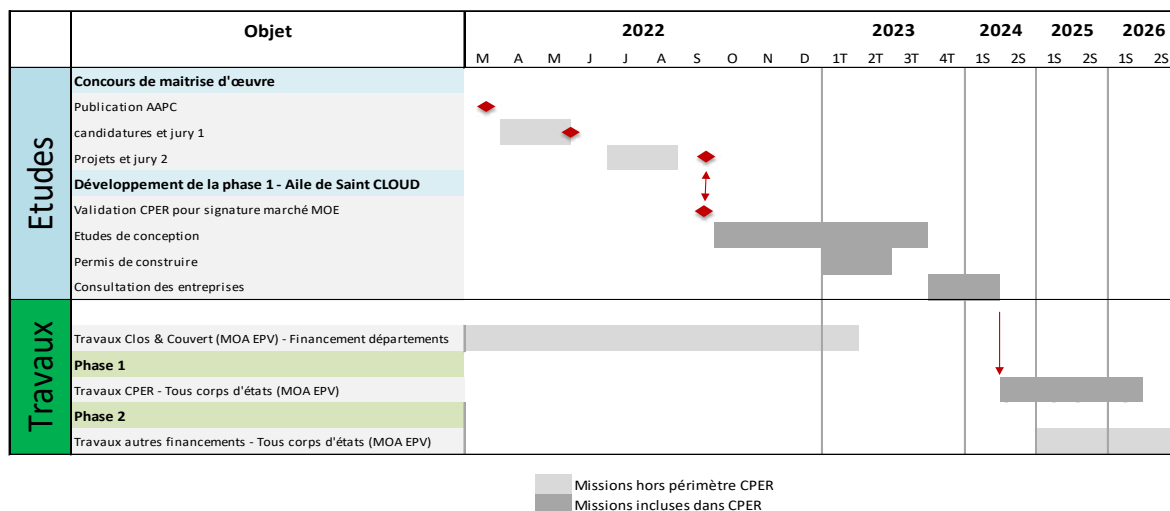 Objet 2022 2023 2024 2025 2026
M A M J J A S O N D 1T 2T 3T 4T 1S 2S 1S 2S 1S 2S
Etudes
Concours de maitrise d'œuvre
Publication AAPC
candidatures et jury 1
Projets et jury 2
Développement de la phase 1 - Aile de Saint CLOUD
Validation CPER pour signature marché MOE
Etudes de conception
Permis de construire
Consultation des entreprises
Travaux
Travaux Clos & Couvert (MOA EPV) - Financement départements
Phase 1
Travaux CPER - Tous corps d'états (MOA EPV)
Phase 2
Travaux autres financements - Tous corps d'états (MOA EPV)
Missions hors périmètre CPER
Missions incluses dans CPER